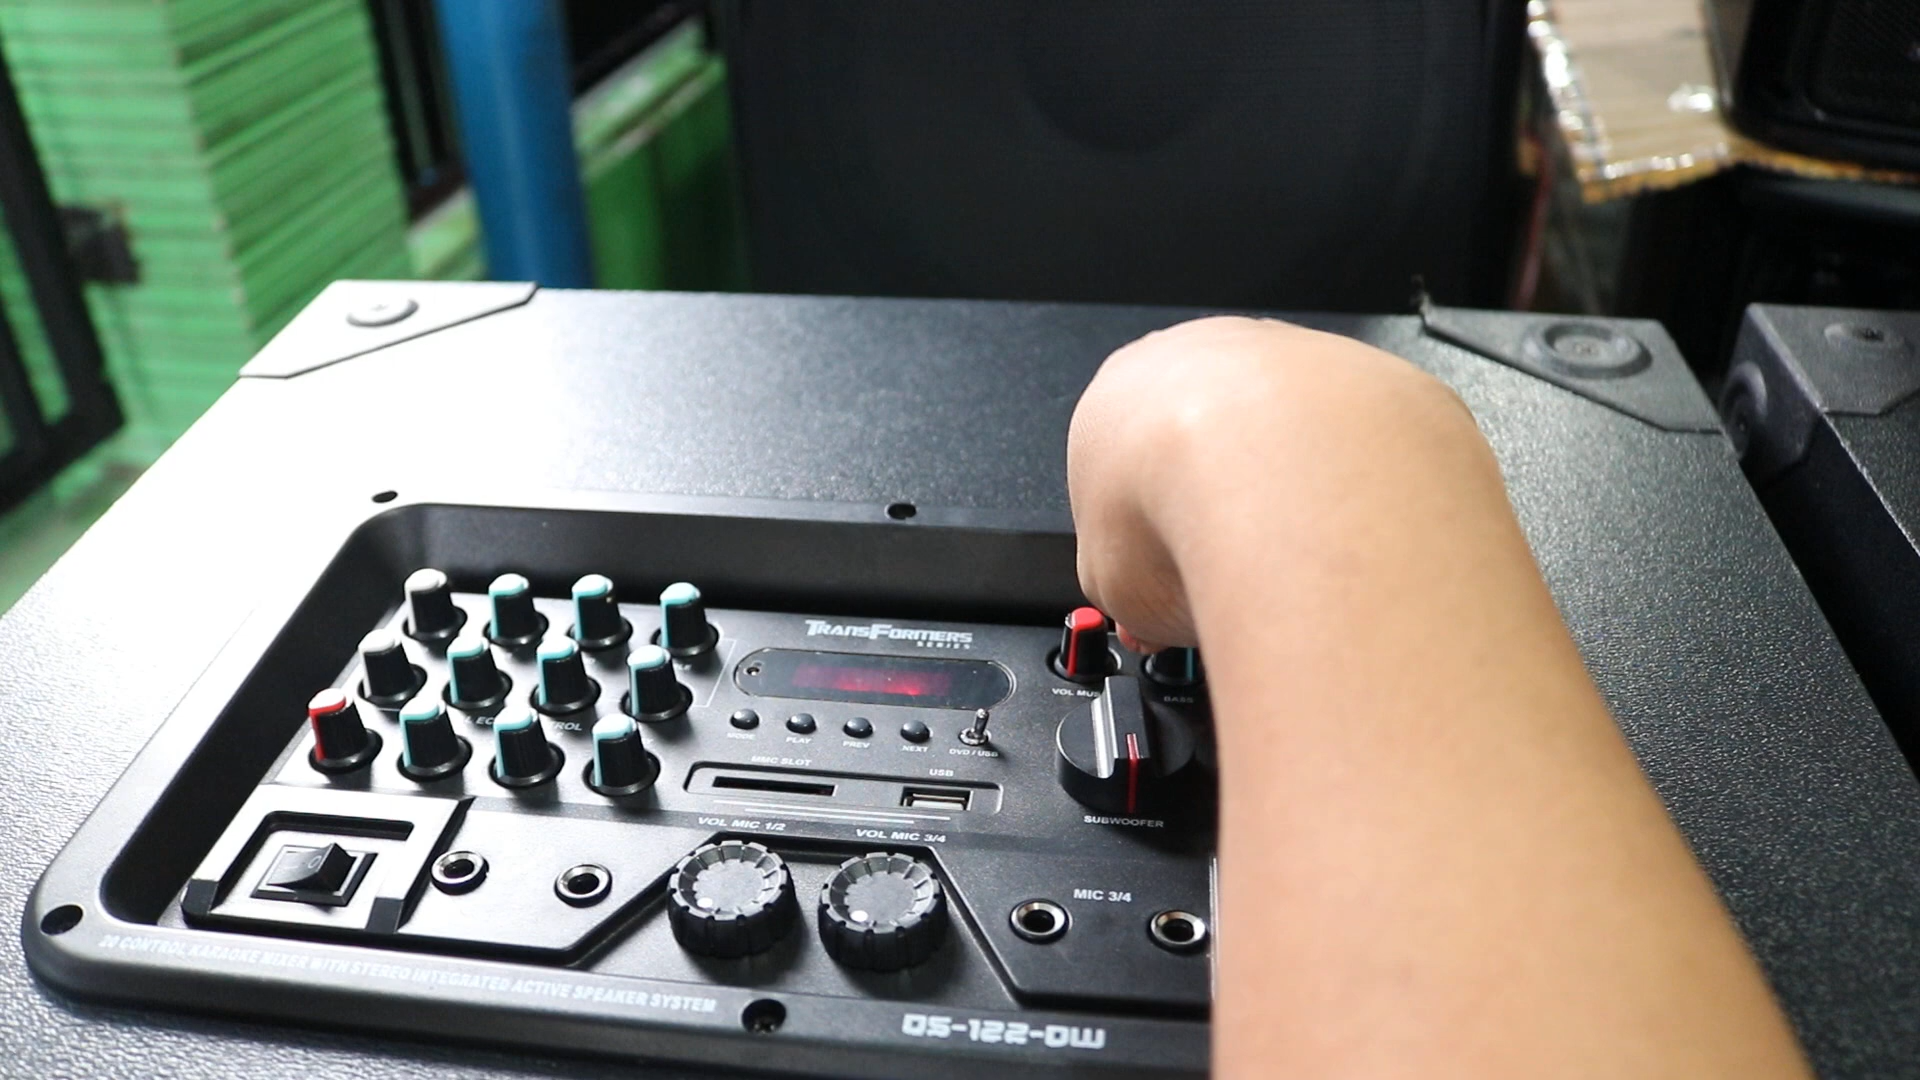 TRANSFORMERS
SERIES
VOL MUS
BASS
MODE
PLAY
PREV
NEXT
DVD / USB
MMC SLOT
USB
SUBWOOFER
VOL MIC 1/2
VOL MIC 3/4
MIC 3/4
20 CONTROL KARAOKE MIXER WITH STEREO INTEGRATED ACTIVE SPEAKER SYSTEM
DS-122-DW